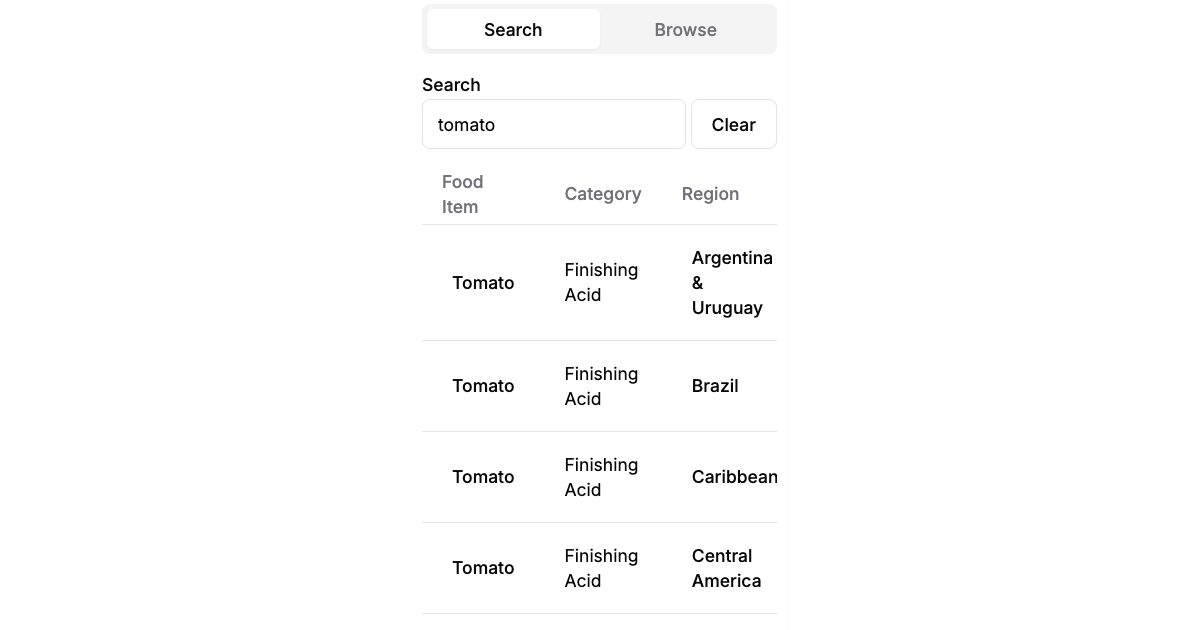 Search Browse
Search
tomato Clear
Food
Item
Category Region
Tomato
Finishing
Acid
Argentina
&
Uruguay
Tomato
Finishing
Acid
Brazil
Tomato
Finishing
Acid
Caribbean
Tomato
Finishing
Acid
Central
America